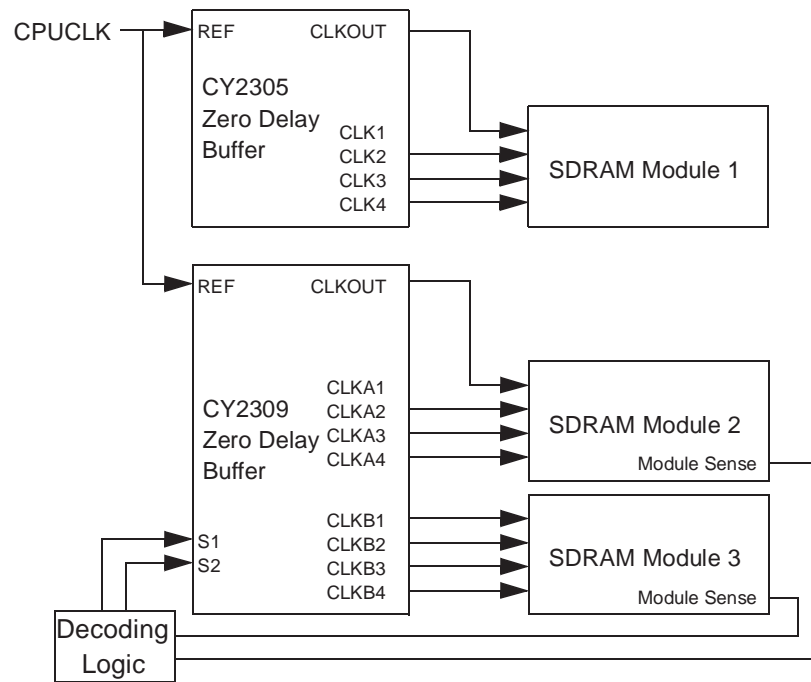 CPUCLK
REF
CLKOUT
CY2305
Zero Delay
Buffer
CLK1
CLK2
CLK3
CLK4
SDRAM Module 1
REF
CLKOUT
CY2309
Zero Delay
Buffer
CLKA1
CLKA2
CLKA3
CLKA4
SDRAM Module 2
Module Sense
CLKB1
CLKB2
CLKB3
CLKB4
S1
S2
SDRAM Module 3
Module Sense
Decoding
Logic